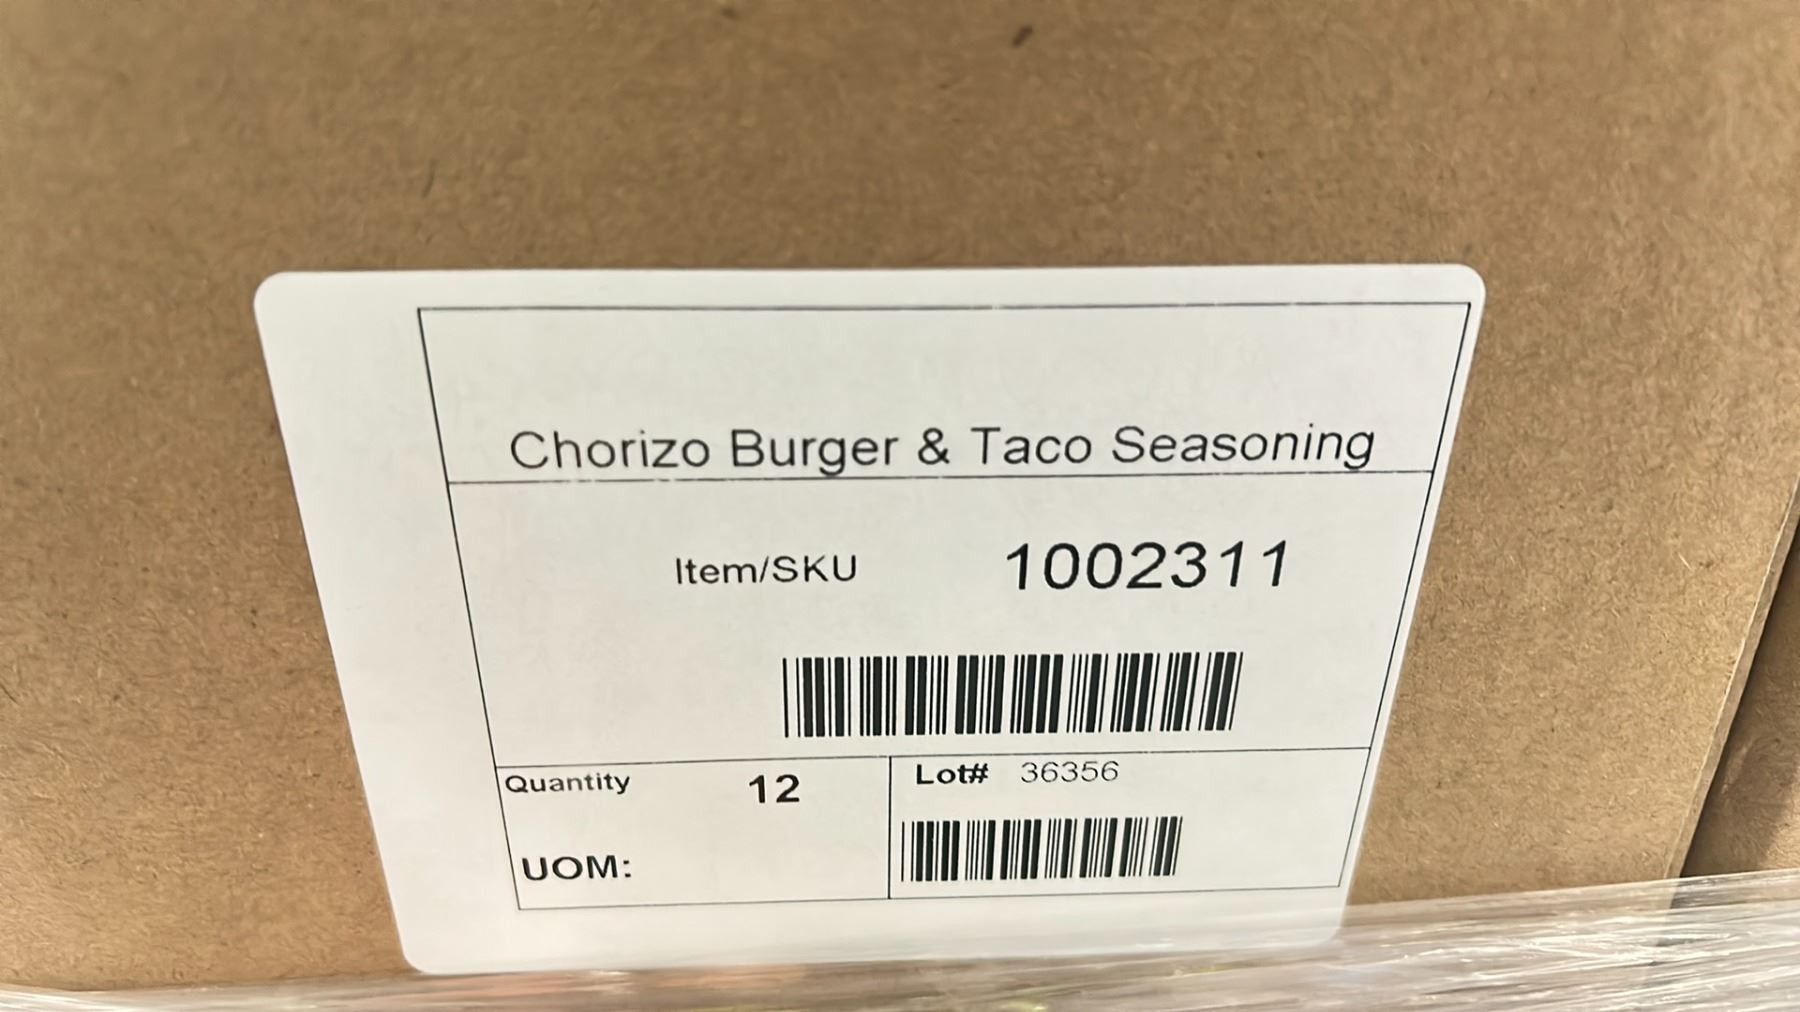 Chorizo Burger & Taco Seasoning
Item/SKU 1002311
Quantity 12
Lot# 36356
UOM: